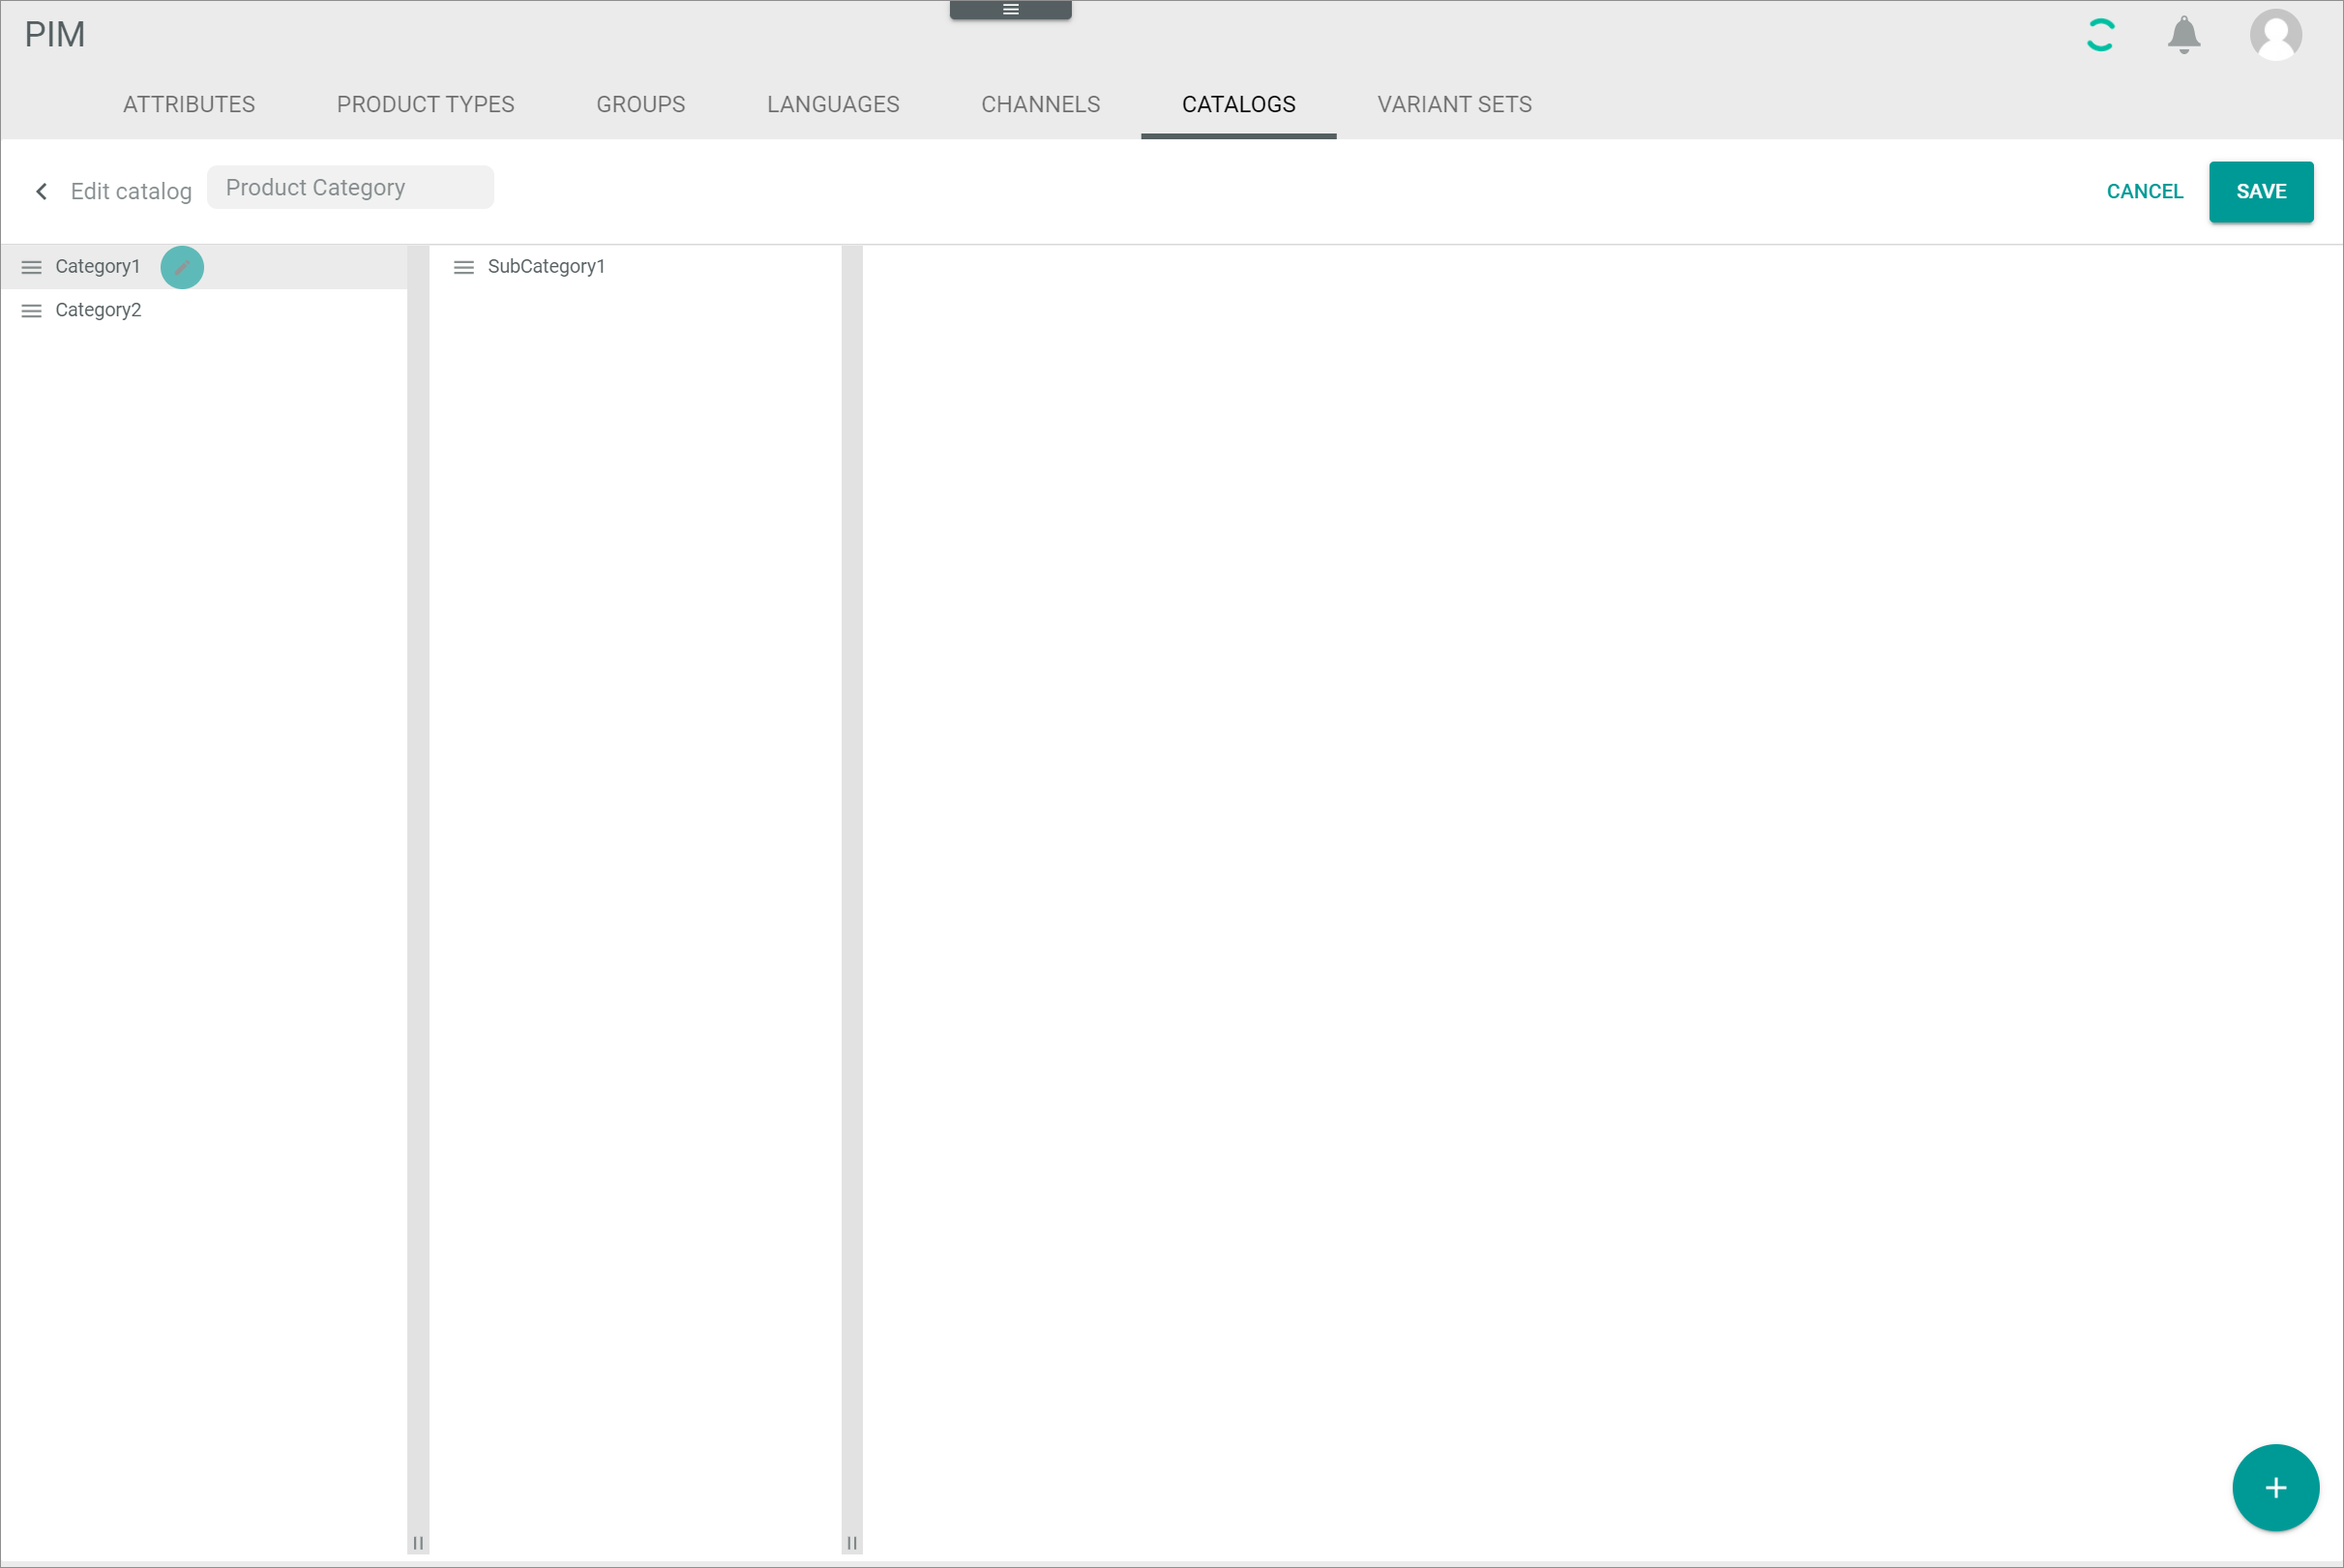 PIM
ATTRIBUTES PRODUCT TYPES GROUPS LANGUAGES CHANNELS CATALOGS VARIANT SETS
Edit catalog Product Category CANCEL SAVE
Category1 SubCategory1
Category2